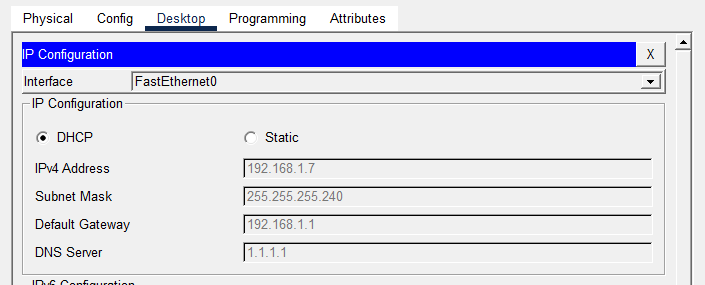 Physical Config Desktop Programming Attributes
IP Configuration X
Interface FastEthernet0
IP Configuration
DHCP Static
IPv4 Address 192.168.1.7
Subnet Mask 255.255.255.240
Default Gateway 192.168.1.1
DNS Server 1.1.1.1
IPv6 Configuration